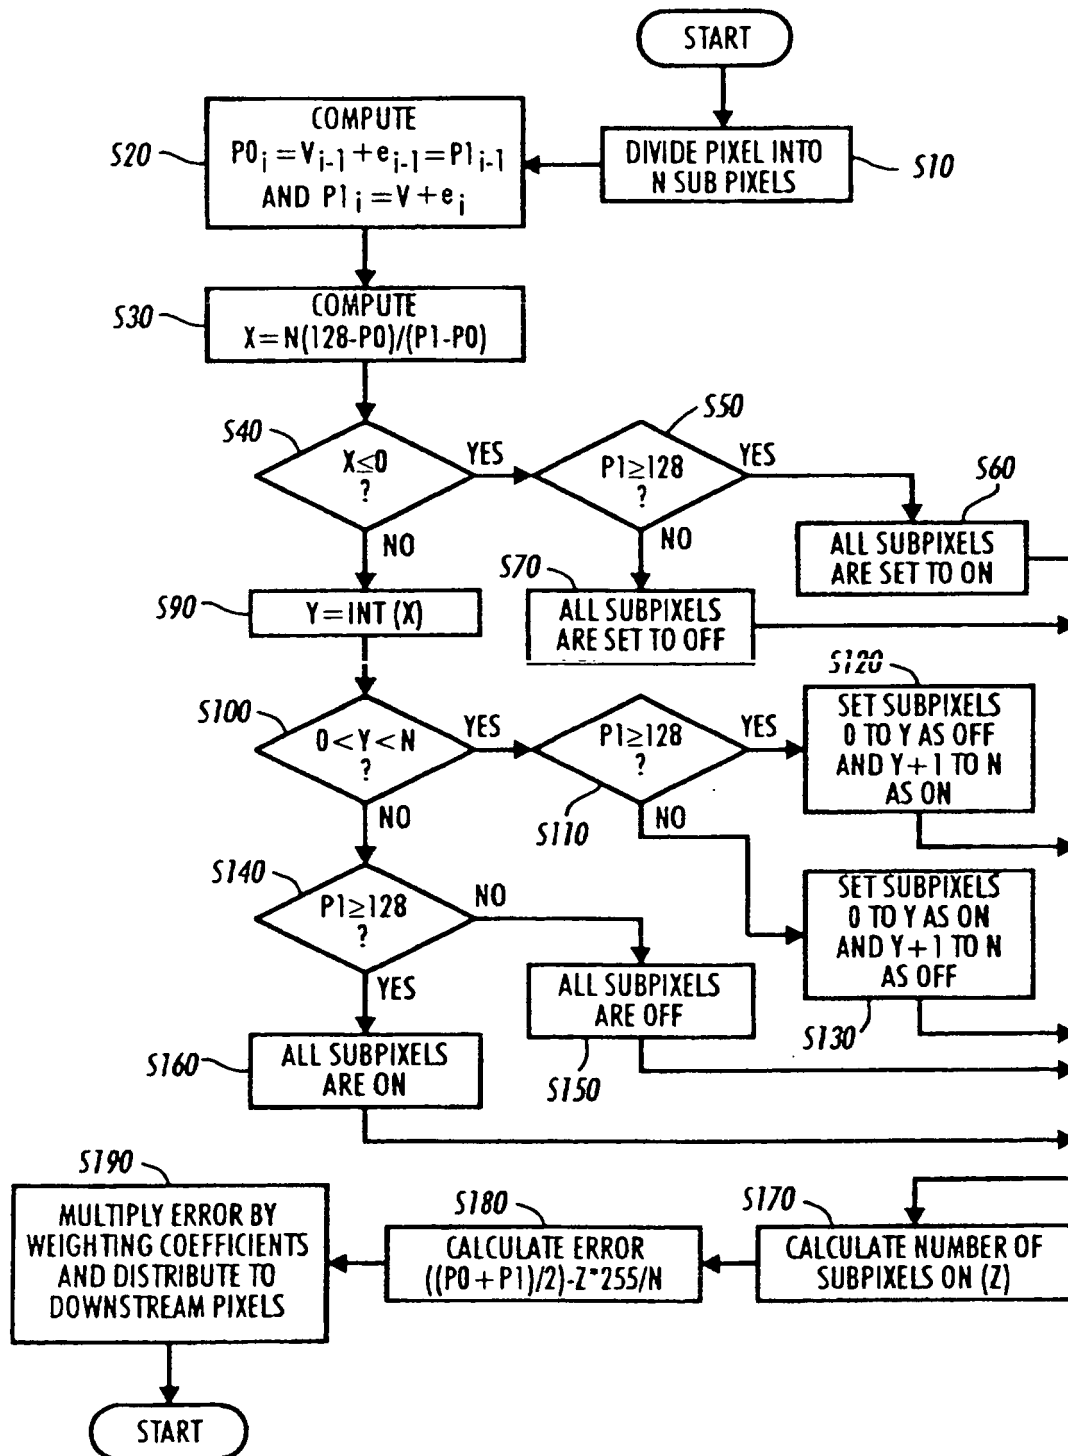 START
DIVIDE PIXEL INTO
N SUB PIXELS
S10
COMPUTE
P0i = Vi-1 + ei-1 = P1i-1
AND P1i = V + ei
S20
COMPUTE
X=N(128-P0)/(P1-P0)
S30
S40
X≤0
?
YES
NO
S50
P1≥128
?
YES
NO
S60
ALL SUBPIXELS
ARE SET TO ON
S70
ALL SUBPIXELS
ARE SET TO OFF
S90
Y=INT (X)
S100
0<Y<N
?
YES
NO
P1≥128
?
YES
NO
S110
S120
SET SUBPIXELS
0 TO Y AS OFF
AND Y+1 TO N
AS ON
SET SUBPIXELS
0 TO Y AS ON
AND Y+1 TO N
AS OFF
S130
S140
P1≥128
?
NO
YES
ALL SUBPIXELS
ARE OFF
S150
S160
ALL SUBPIXELS
ARE ON
S170
CALCULATE NUMBER OF
SUBPIXELS ON (Z)
S180
CALCULATE ERROR
((P0+P1)/2)-Z*255/N
S190
MULTIPLY ERROR BY
WEIGHTING COEFFICIENTS
AND DISTRIBUTE TO
DOWNSTREAM PIXELS
START